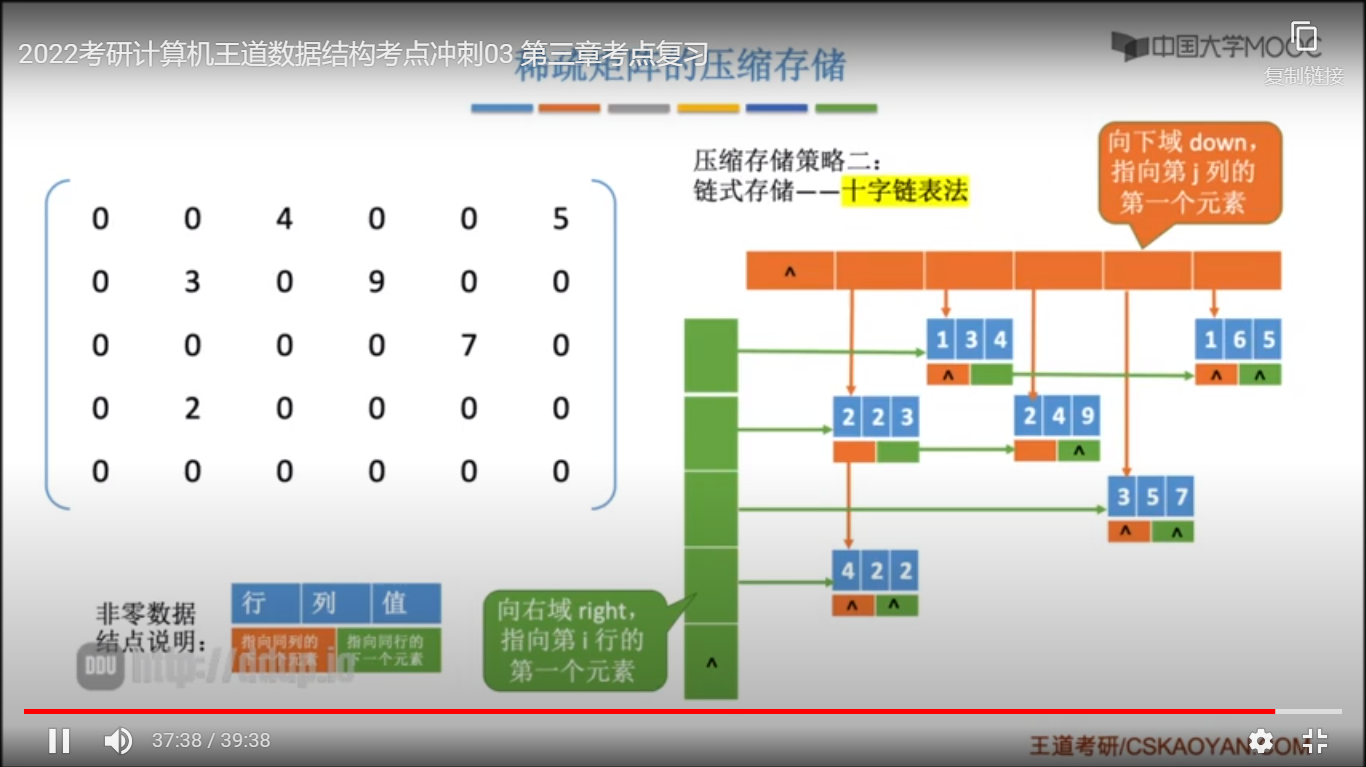 2022考研计算机王道数据结构考点冲刺03 第三章考点复习
稀疏矩阵的压缩存储
中国大学MOOC
复制链接
压缩存储策略二：
链式存储——十字链表法
向下域 down，
指向第 j 列的
第一个元素
0 0 4 0 0 5
0 3 0 9 0 0
0 0 0 0 7 0
0 2 0 0 0 0
0 0 0 0 0 0
^
1 3 4
1 6 5
^
^ ^
2 2 3
2 4 9
^
3 5 7
^ ^
4 2 2
^ ^
^
非零数据
结点说明：
行 列 值
指向同列的
下一个元素
指向同行的
下一个元素
向右域 right，
指向第 i 行的
第一个元素
DDU http://ddup.io
37:38 / 39:38
王道考研/CSKAOYAN.COM